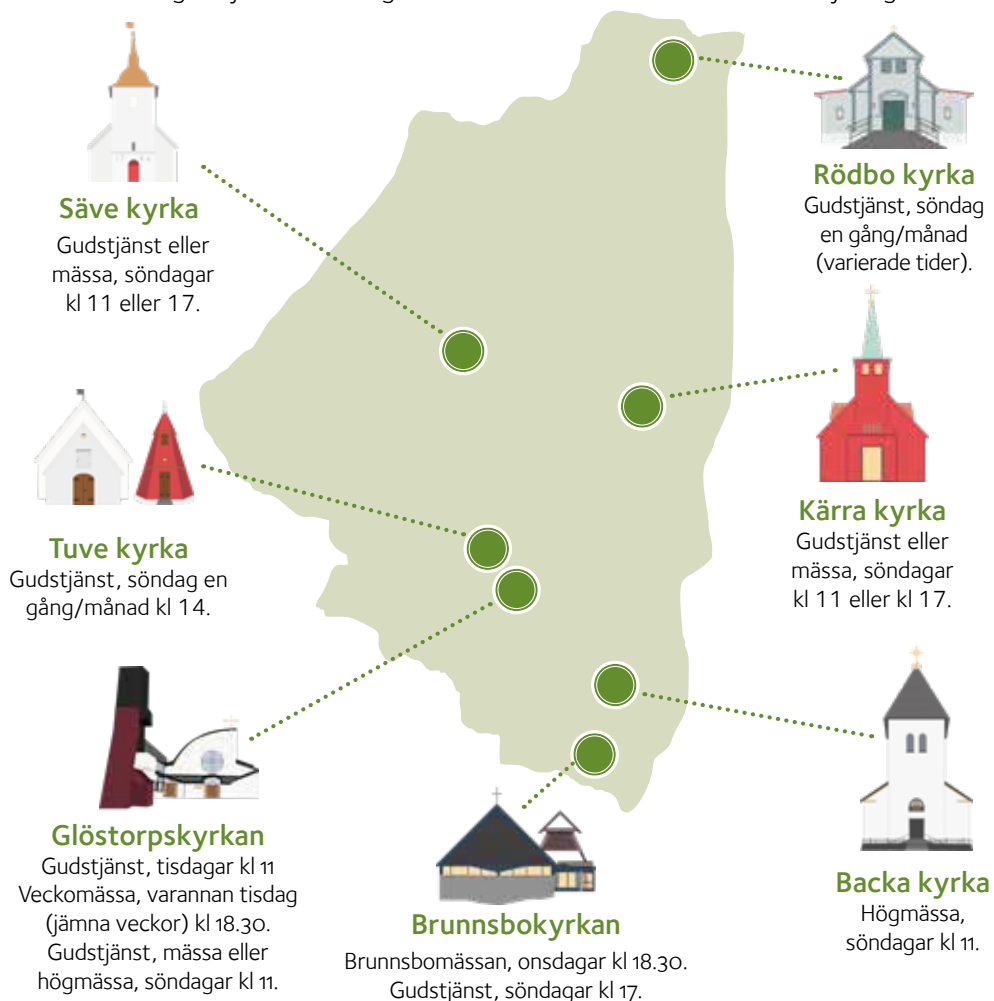 Säve kyrka
Gudstjänst eller
mässa, söndagar
kl 11 eller 17.
Rödbo kyrka
Gudstjänst, söndag
en gång/månad
(varierade tider).
Tuve kyrka
Gudstjänst, söndag en
gång/månad kl 14.
Kärra kyrka
Gudstjänst eller
mässa, söndagar
kl 11 eller kl 17.
Glöstorpskyrkan
Gudstjänst, tisdagar kl 11
Veckomässa, varannan tisdag
(jämna veckor) kl 18.30.
Gudstjänst, mässa eller
högmässa, söndagar kl 11.
Brunnsbokyrkan
Brunnsbomässan, onsdagar kl 18.30.
Gudstjänst, söndagar kl 17.
Backa kyrka
Högmässa,
söndagar kl 11.